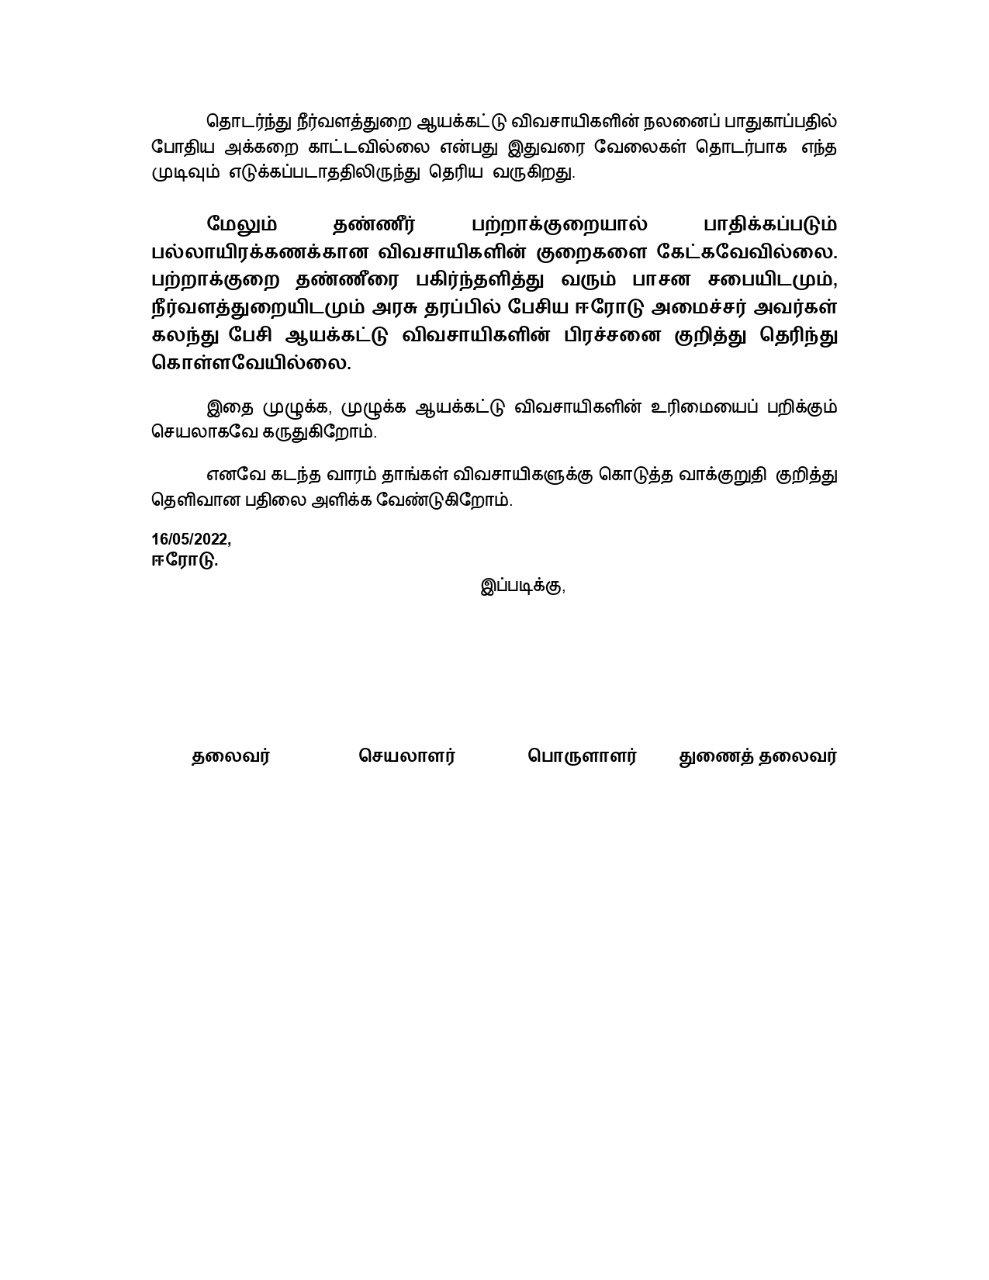 தொடர்ந்து நீர்வளத்துறை ஆயக்கட்டு விவசாயிகளின் நலனைப் பாதுகாப்பதில்
போதிய அக்கறை காட்டவில்லை என்பது இதுவரை வேலைகள் தொடர்பாக எந்த
முடிவும் எடுக்கப்படாததிலிருந்து தெரிய வருகிறது.
மேலும் தண்ணீர் பற்றாக்குறையால் பாதிக்கப்படும்
பல்லாயிரக்கணக்கான விவசாயிகளின் குறைகளை கேட்கவேவில்லை.
பற்றாக்குறை தண்ணீரை பகிர்ந்தளித்து வரும் பாசன சபையிடமும்,
நீர்வளத்துறையிடமும் அரசு தரப்பில் பேசிய ஈரோடு அமைச்சர் அவர்கள்
கலந்து பேசி ஆயக்கட்டு விவசாயிகளின் பிரச்சனை குறித்து தெரிந்து
கொள்ளவேயில்லை.
இதை முழுக்க, முழுக்க ஆயக்கட்டு விவசாயிகளின் உரிமையைப் பறிக்கும்
செயலாகவே கருதுகிறோம்.
எனவே கடந்த வாரம் தாங்கள் விவசாயிகளுக்கு கொடுத்த வாக்குறுதி குறித்து
தெளிவான பதிலை அளிக்க வேண்டுகிறோம்.
16/05/2022,
ஈரோடு.
இப்படிக்கு,
தலைவர் செயலாளர் பொருளாளர் துணைத் தலைவர்